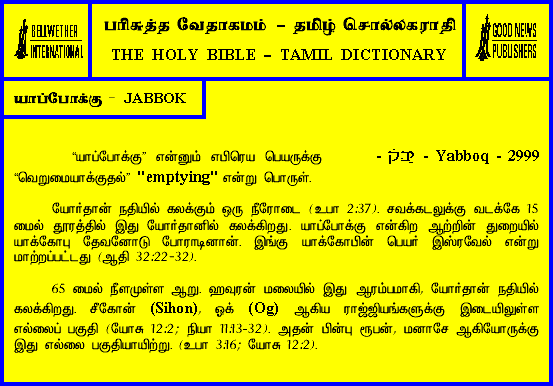 BELLWETHER
INTERNATIONAL
பரிசுத்த வேதாகமம் – தமிழ் சொல்லகராதி
THE HOLY BIBLE – TAMIL DICTIONARY
GOOD NEWS
PUBLISHERS
யாப்போக்கு - JABBOK
“யாப்போக்கு” என்னும் எபிரெய பெயருக்கு - יַבֹּק - Yabboq - 2999
“வெறுமையாக்குதல்” "emptying" என்று பொருள்.
யோர்தான் நதியில் கலக்கும் ஒரு நீரோடை (உபா 2:37). சவக்கடலுக்கு வடக்கே 15
மைல் தூரத்தில் இது யோர்தானில் கலக்கிறது. யாப்போக்கு என்கிற ஆற்றின் துறையில்
யாக்கோபு தேவனோடு போராடினான். இங்கு யாக்கோபின் பெயர் இஸ்ரவேல் என்று
மாற்றப்பட்டது (ஆதி 32:22-32).
65 மைல் நீளமுள்ள ஆறு. ஹவுரன் மலையில் இது ஆரம்பமாகி, யோர்தான் நதியில்
கலக்கிறது. சீகோன் (Sihon), ஓக் (Og) ஆகிய ராஜ்ஜியங்களுக்கு இடையிலுள்ள
எல்லைப் பகுதி (யோசு 12:2; நியா 11:13-32). அதன் பின்பு ரூபன், மனாசே ஆகியோருக்கு
இது எல்லை பகுதியாயிற்று. (உபா 3:16; யோசு 12:2).